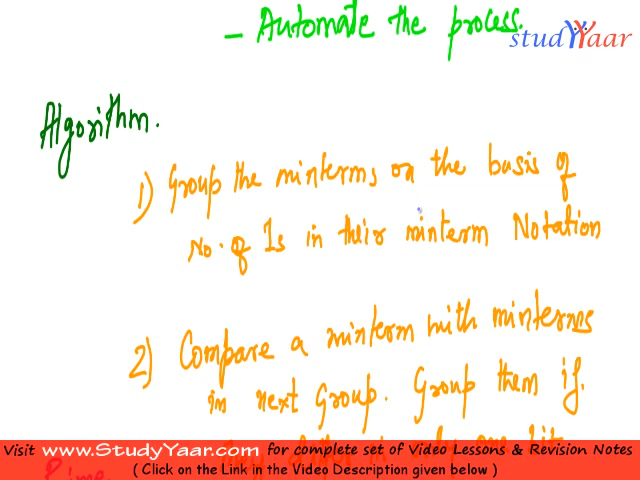 - Automate the process.
studYYaar
Algorithm.
1) Group the minterms on the basis of
No. of 1s in their minterm Notation
2) Compare a minterm with minterms
in next Group. Group them if.
Visit www.StudyYaar.com for complete set of Video Lessons & Revision Notes
( Click on the Link in the Video Description given below )